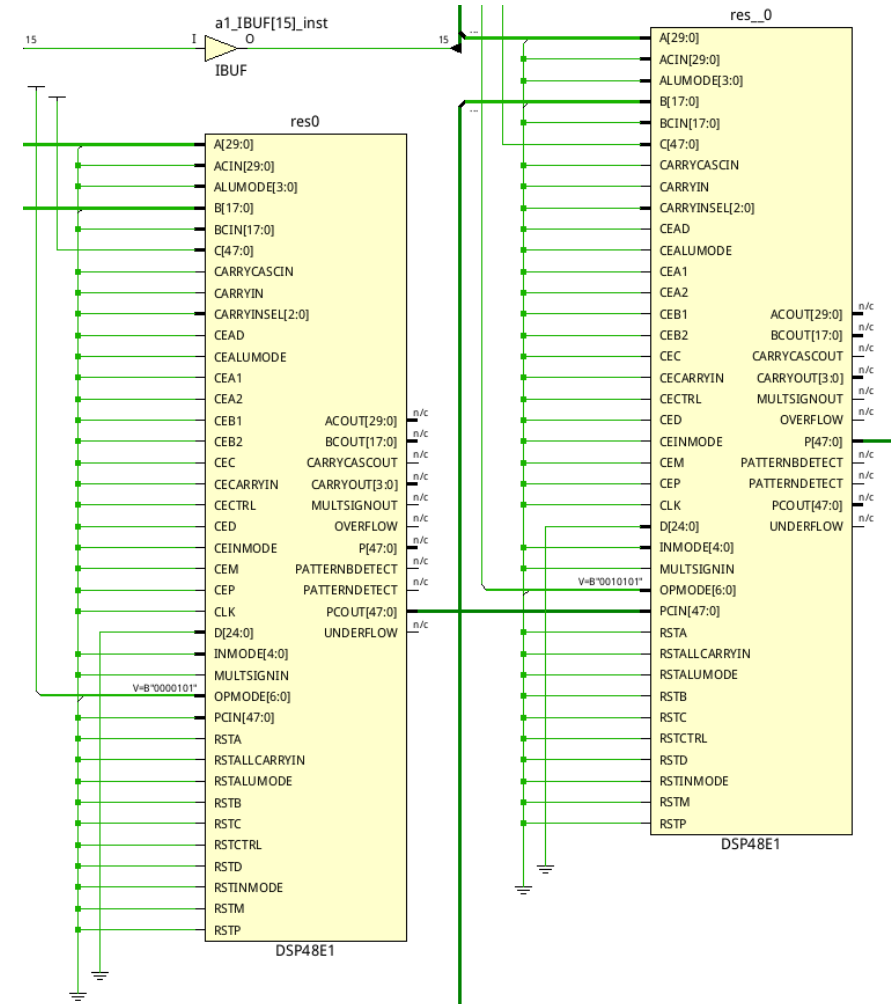 a1_IBUF[15]_inst
15
I
O
IBUF
15
res0
A[29:0]
ACIN[29:0]
ALUMODE[3:0]
B[17:0]
BCIN[17:0]
C[47:0]
CARRYCASCIN
CARRYIN
CARRYINSEL[2:0]
CEAD
CEALUMODE
CEA1
CEA2
CEB1 ACOUT[29:0] n/c
CEB2 BCOUT[17:0] n/c
CEC CARRYCASCOUT n/c
CECARRYIN CARRYOUT[3:0] n/c
CECTRL MULTSIGNOUT n/c
CED OVERFLOW n/c
CEINMODE P[47:0] n/c
CEM PATTERNBDETECT n/c
CEP PATTERNDETECT n/c
CLK PCOUT[47:0]
D[24:0] UNDERFLOW n/c
INMODE[4:0]
MULTSIGNIN
V=B"0000101" OPMODE[6:0]
PCIN[47:0]
RSTA
RSTALLCARRYIN
RSTALUMODE
RSTB
RSTC
RSTCTRL
RSTD
RSTINMODE
RSTM
RSTP
DSP48E1
res__0
... A[29:0]
ACIN[29:0]
ALUMODE[3:0]
B[17:0]
...
BCIN[17:0]
C[47:0]
CARRYCASCIN
CARRYIN
CARRYINSEL[2:0]
CEAD
CEALUMODE
CEA1
CEA2
CEB1 ACOUT[29:0] n/c
CEB2 BCOUT[17:0] n/c
CEC CARRYCASCOUT n/c
CECARRYIN CARRYOUT[3:0] n/c
CECTRL MULTSIGNOUT n/c
CED OVERFLOW n/c
CEINMODE P[47:0]
CEM PATTERNBDETECT n/c
CEP PATTERNDETECT n/c
CLK PCOUT[47:0] n/c
D[24:0] UNDERFLOW n/c
INMODE[4:0]
MULTSIGNIN
V=B"0010101" OPMODE[6:0]
PCIN[47:0]
RSTA
RSTALLCARRYIN
RSTALUMODE
RSTB
RSTC
RSTCTRL
RSTD
RSTINMODE
RSTM
RSTP
DSP48E1